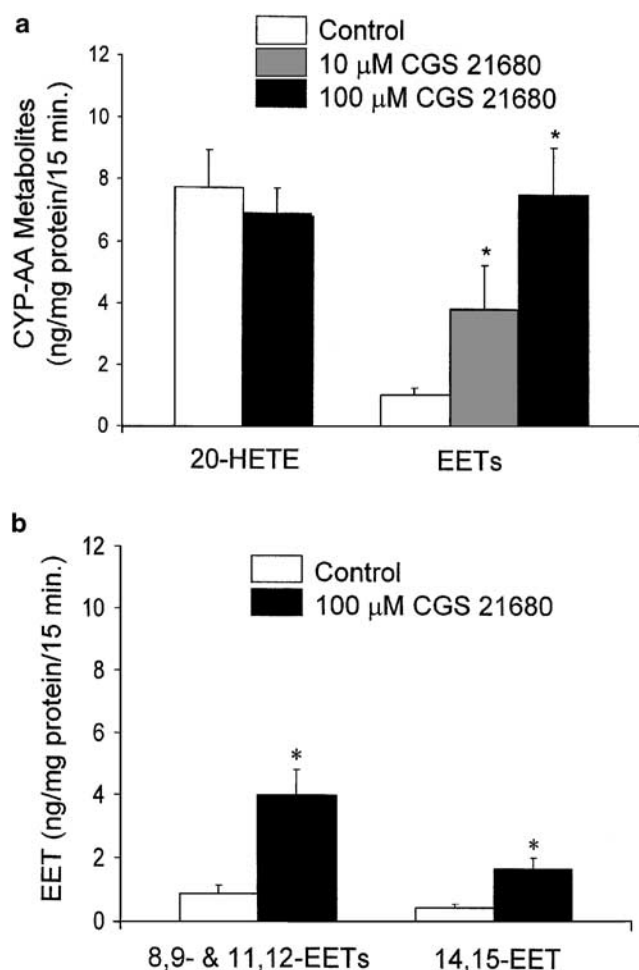 a
Control
10 μM CGS 21680
100 μM CGS 21680
CYP-AA Metabolites
(ng/mg protein/15 min.)
12
10
8
6
4
2
0
*
*
20-HETE
EETs
b
Control
100 μM CGS 21680
EET (ng/mg protein/15 min.)
12
10
8
6
4
2
0
*
*
8,9- & 11,12-EETs
14,15-EET